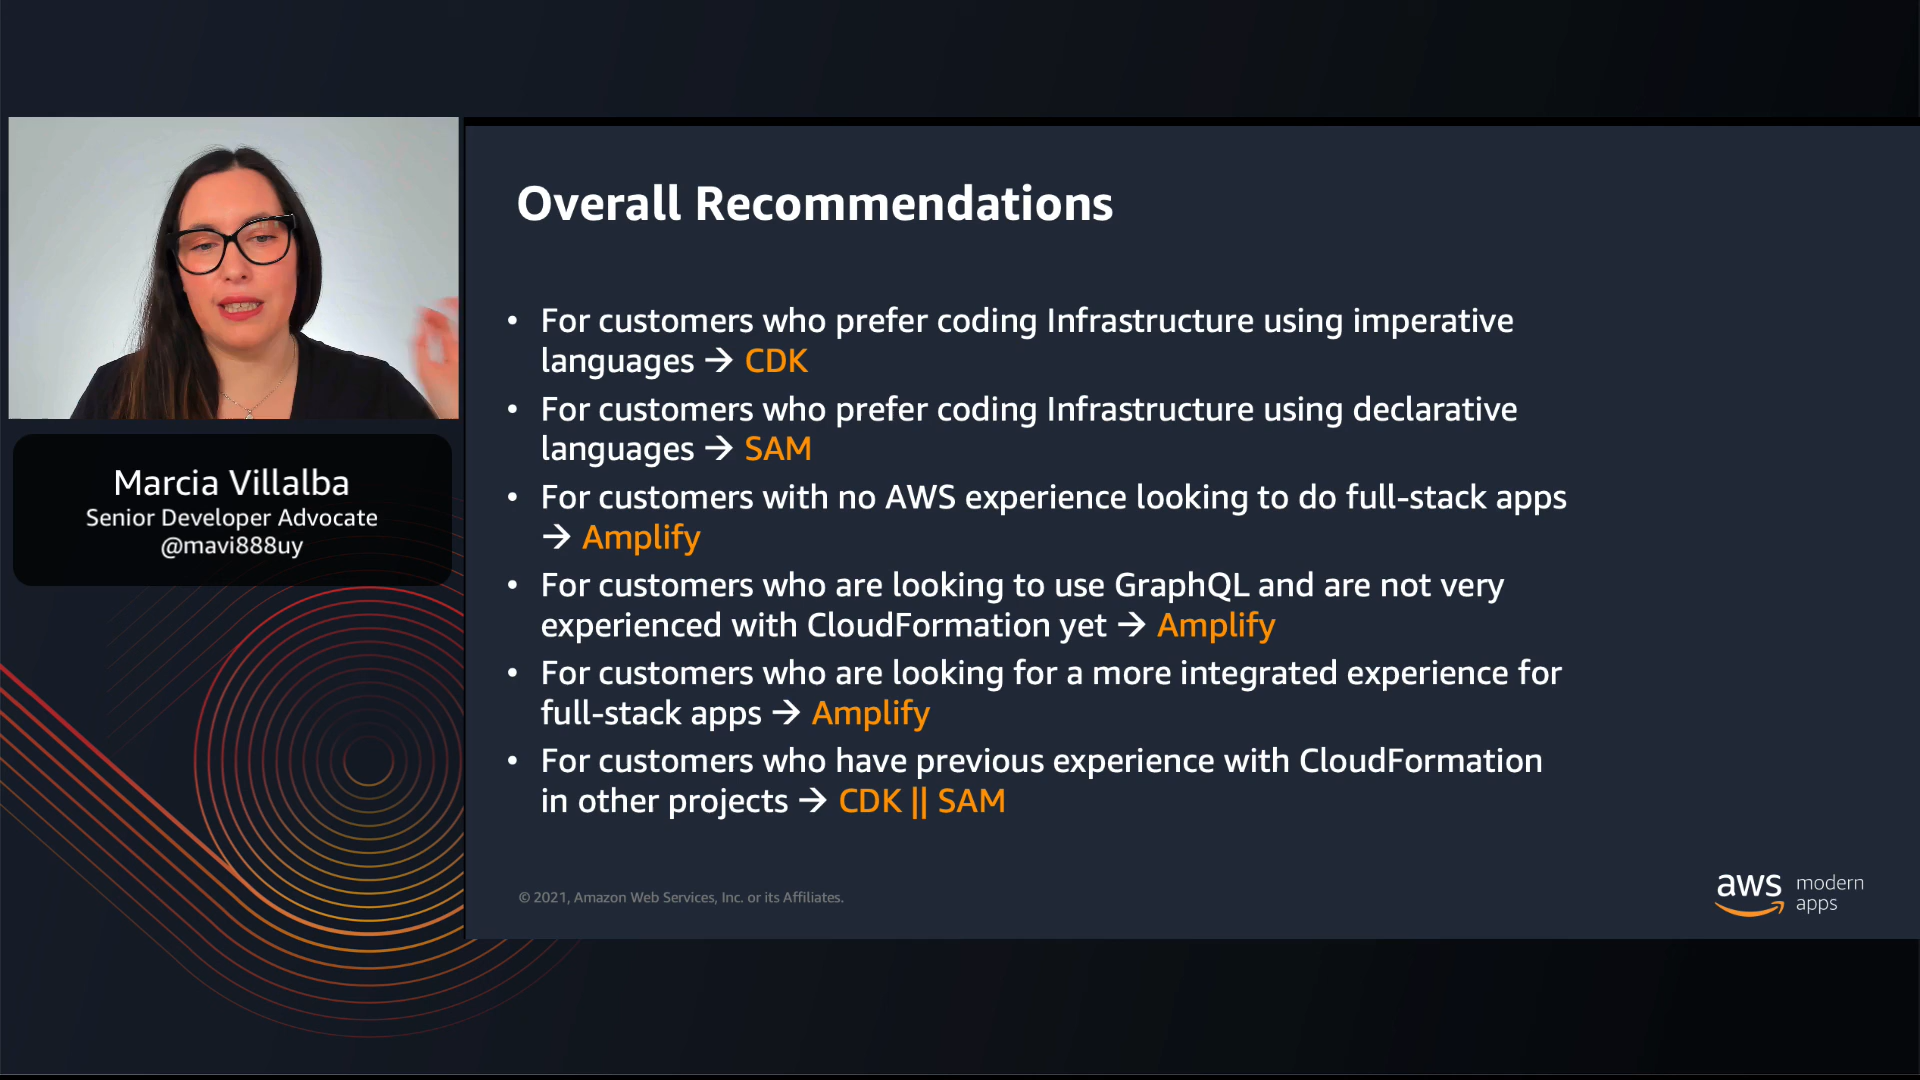 Marcia Villalba
Senior Developer Advocate
@mavi888uy
Overall Recommendations
• For customers who prefer coding Infrastructure using imperative
languages → CDK
• For customers who prefer coding Infrastructure using declarative
languages → SAM
• For customers with no AWS experience looking to do full-stack apps
→ Amplify
• For customers who are looking to use GraphQL and are not very
experienced with CloudFormation yet → Amplify
• For customers who are looking for a more integrated experience for
full-stack apps → Amplify
• For customers who have previous experience with CloudFormation
in other projects → CDK || SAM
© 2021, Amazon Web Services, Inc. or its Affiliates.
aws modern
apps